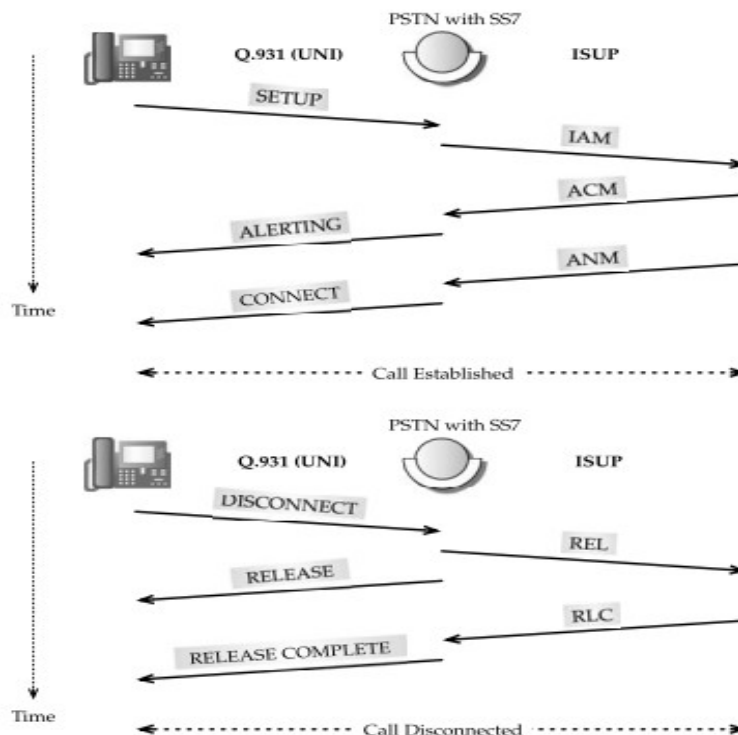 PSTN with SS7
Q.931 (UNI)
ISUP
SETUP
IAM
ACM
ALERTING
ANM
CONNECT
Time
Call Established
PSTN with SS7
Q.931 (UNI)
ISUP
DISCONNECT
REL
RELEASE
RLC
RELEASE COMPLETE
Time
Call Disconnected